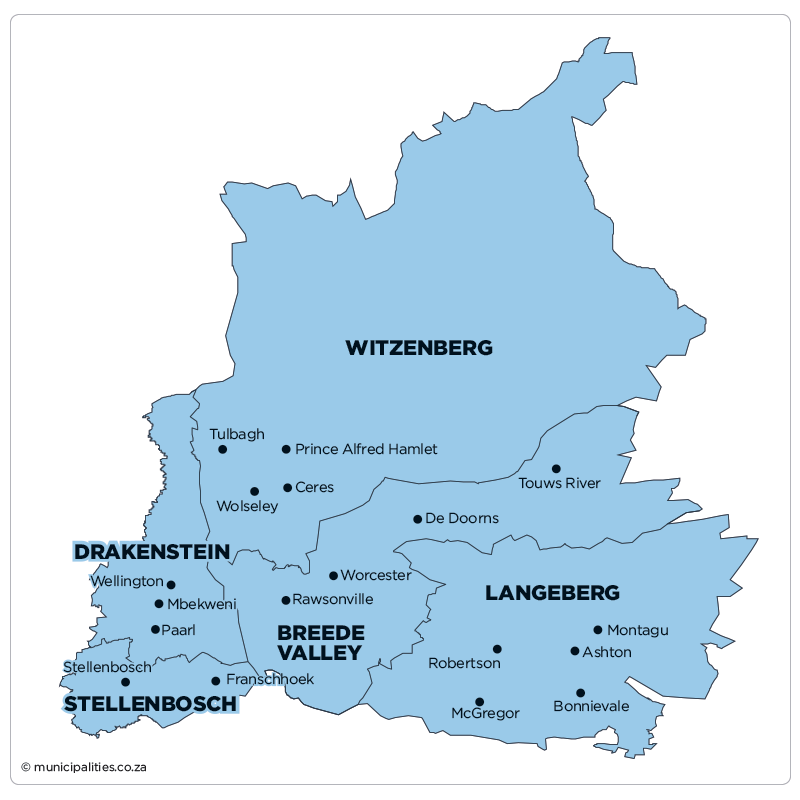 WITZENBERG
Tulbagh
Prince Alfred Hamlet
Ceres
Wolseley
Touws River
De Doorns
DRAKENSTEIN
Wellington
Mbekweni
Paarl
Worcester
Rawsonville
BREEDE
VALLEY
LANGEBERG
Montagu
Ashton
Robertson
Bonnievale
McGregor
Stellenbosch
Franschhoek
STELLENBOSCH
© municipalities.co.za